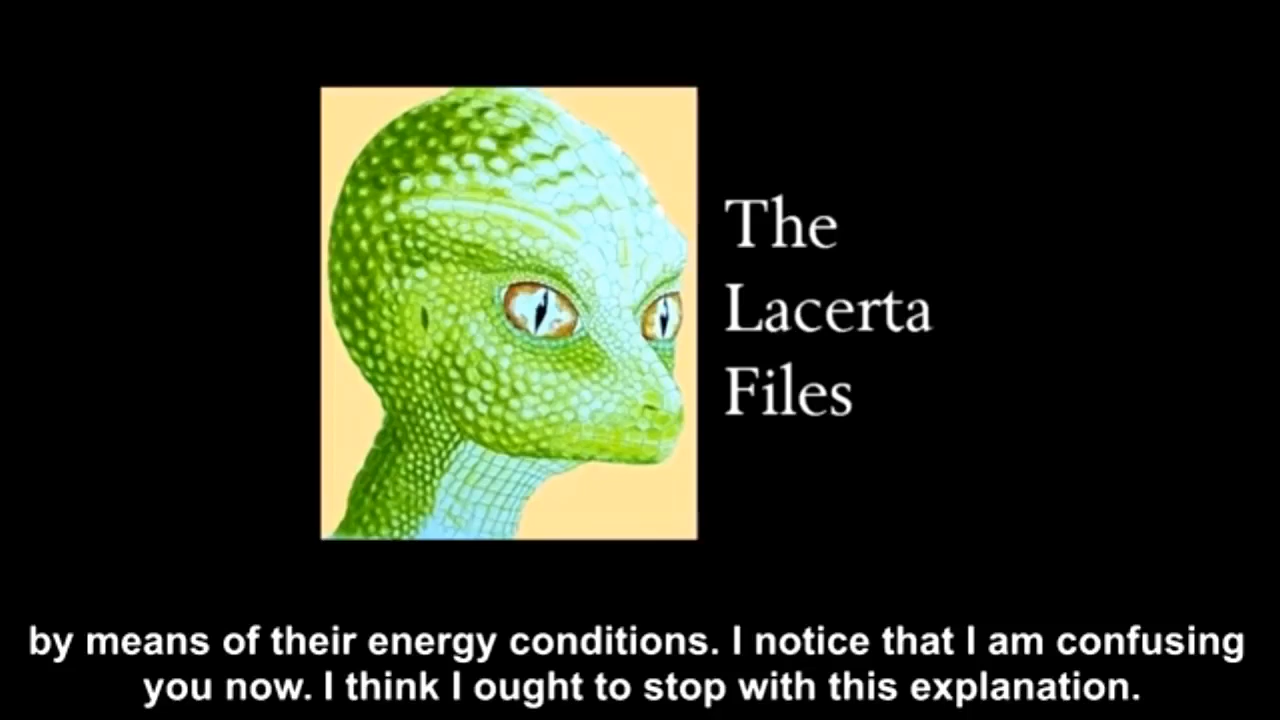 The
Lacerta
Files
by means of their energy conditions. I notice that I am confusing
you now. I think I ought to stop with this explanation.